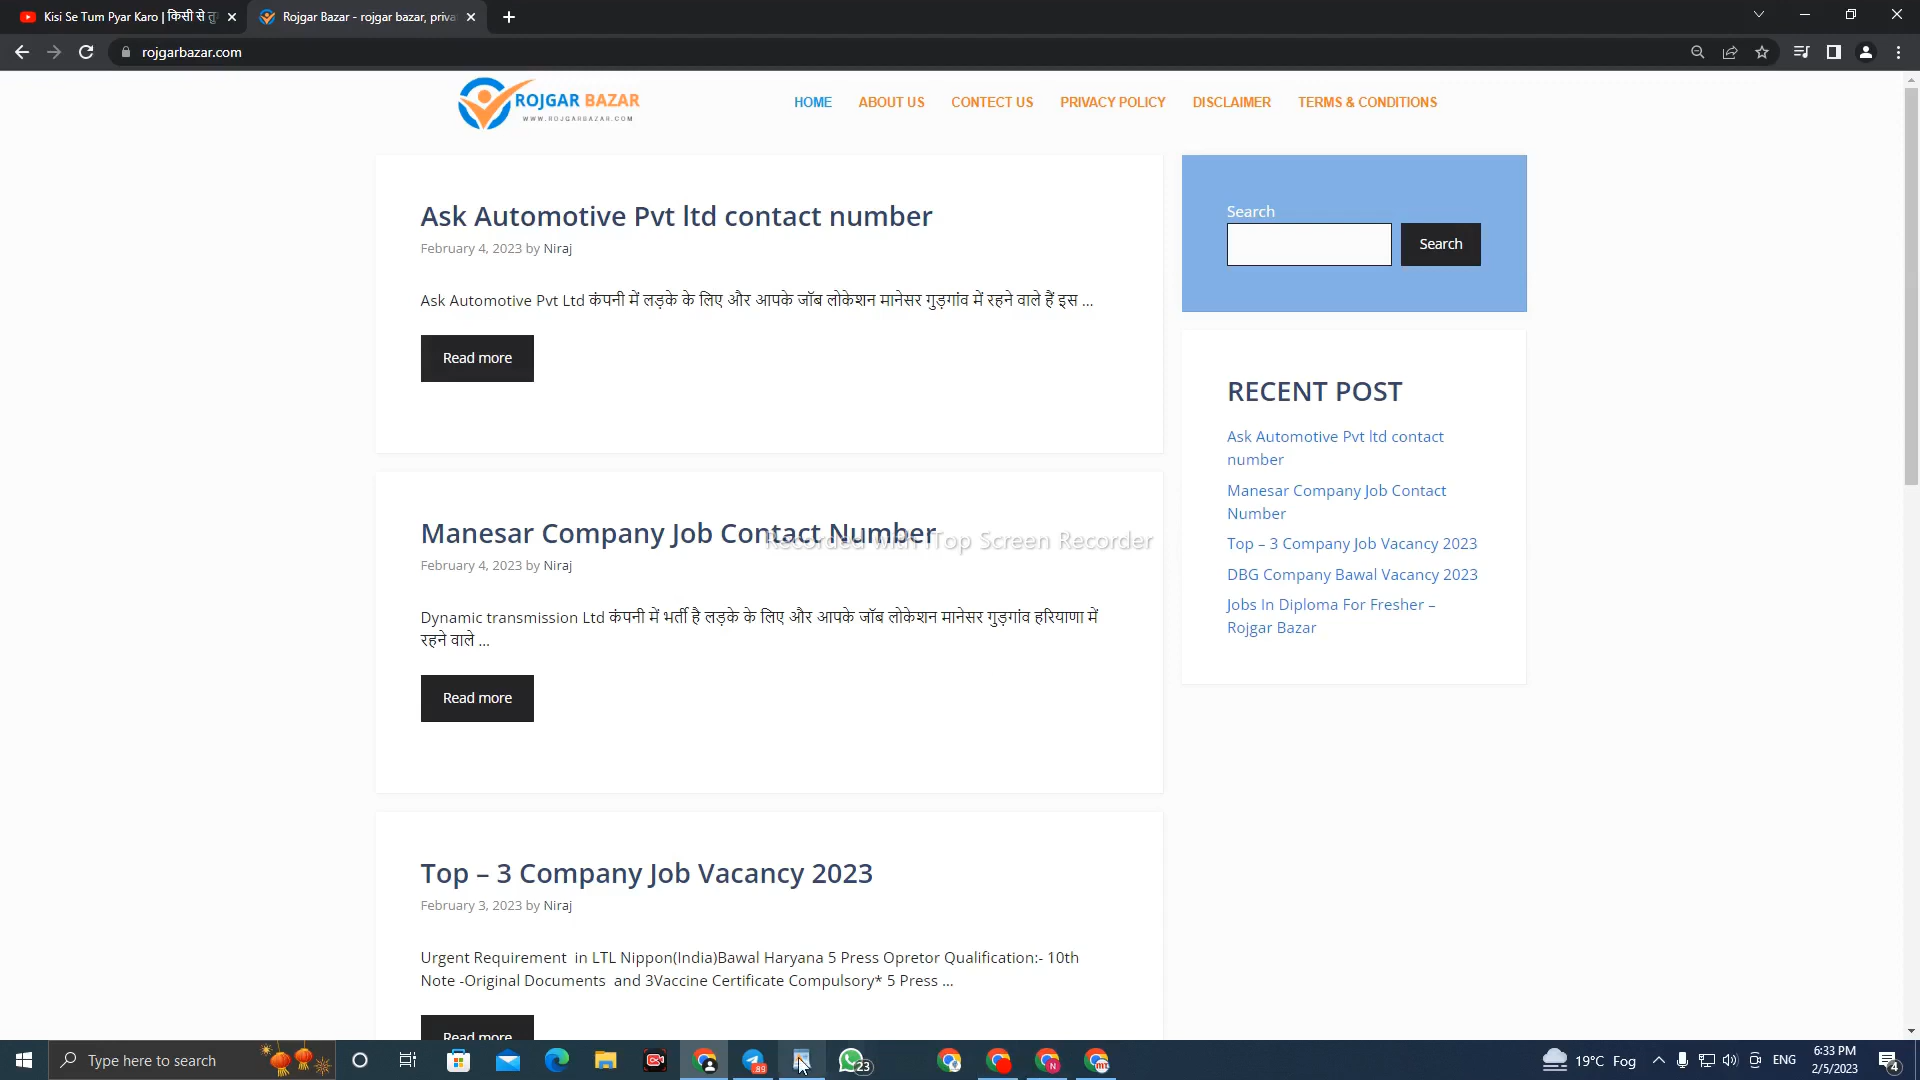 Kisi Se Tum Pyar Karo | किसी से
Rojgar Bazar - rojgar bazar, priva
rojgarbazar.com
ROJGAR BAZAR
WWW.ROJGARBAZAR.COM
HOME ABOUT US CONTECT US PRIVACY POLICY DISCLAIMER TERMS & CONDITIONS
Ask Automotive Pvt ltd contact number
February 4, 2023 by Niraj
Ask Automotive Pvt Ltd कंपनी में लड़के के लिए और आपके जॉब लोकेशन मानेसर गुड़गांव में रहने वाले हैं इस ...
Read more
Manesar Company Job Contact Number
February 4, 2023 by Niraj
Dynamic transmission Ltd कंपनी में भर्ती है लड़के के लिए और आपके जॉब लोकेशन मानेसर गुड़गांव हरियाणा में
रहने वाले ...
Read more
Top – 3 Company Job Vacancy 2023
February 3, 2023 by Niraj
Urgent Requirement in LTL Nippon(India)Bawal Haryana 5 Press Opretor Qualification:- 10th
Note -Original Documents and 3Vaccine Certificate Compulsory* 5 Press ...
Read more
Search
Search
RECENT POST
Ask Automotive Pvt ltd contact
number
Manesar Company Job Contact
Number
Top – 3 Company Job Vacancy 2023
DBG Company Bawal Vacancy 2023
Jobs In Diploma For Fresher –
Rojgar Bazar
Recorded with iTop Screen Recorder
Type here to search
89
23
N
19°C Fog
ENG
6:33 PM
2/5/2023
4